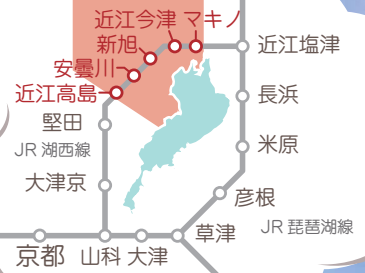 近江今津 マキノ
新旭
近江塩津
安曇川
近江高島
長浜
堅田
JR 湖西線
米原
大津京
彦根
JR 琵琶湖線
草津
京都 山科 大津